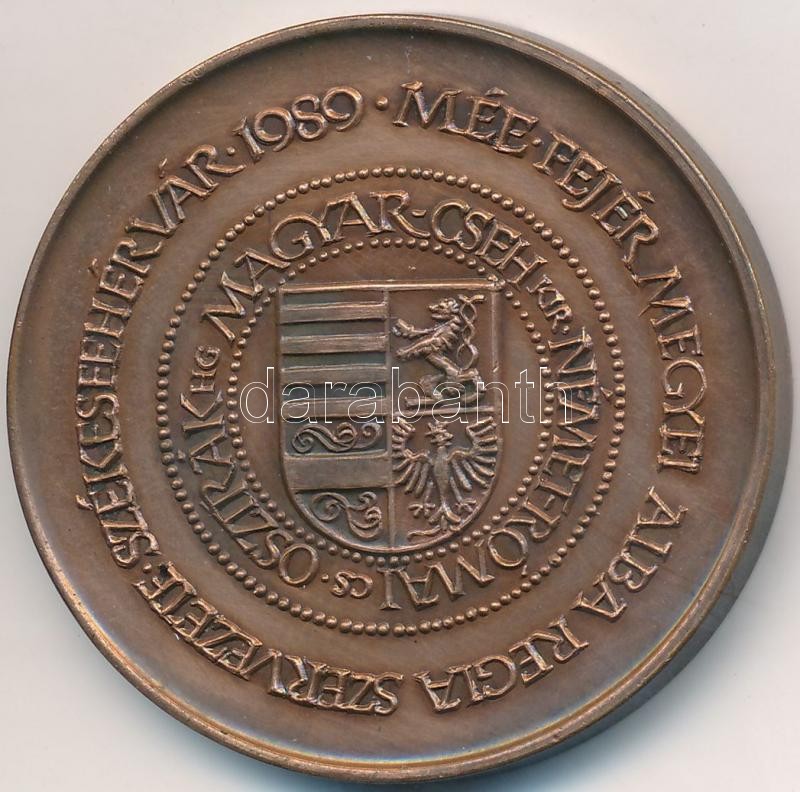 MÉE · FEJÉR MEGYEI ALBA REGIA SZERVEZETE · SZÉKESFEHÉRVÁR · 1989 ·
MAGYAR-CSEH KIR · NÉMET-RÓMAI CS · OSZTRÁK HG
darabanth